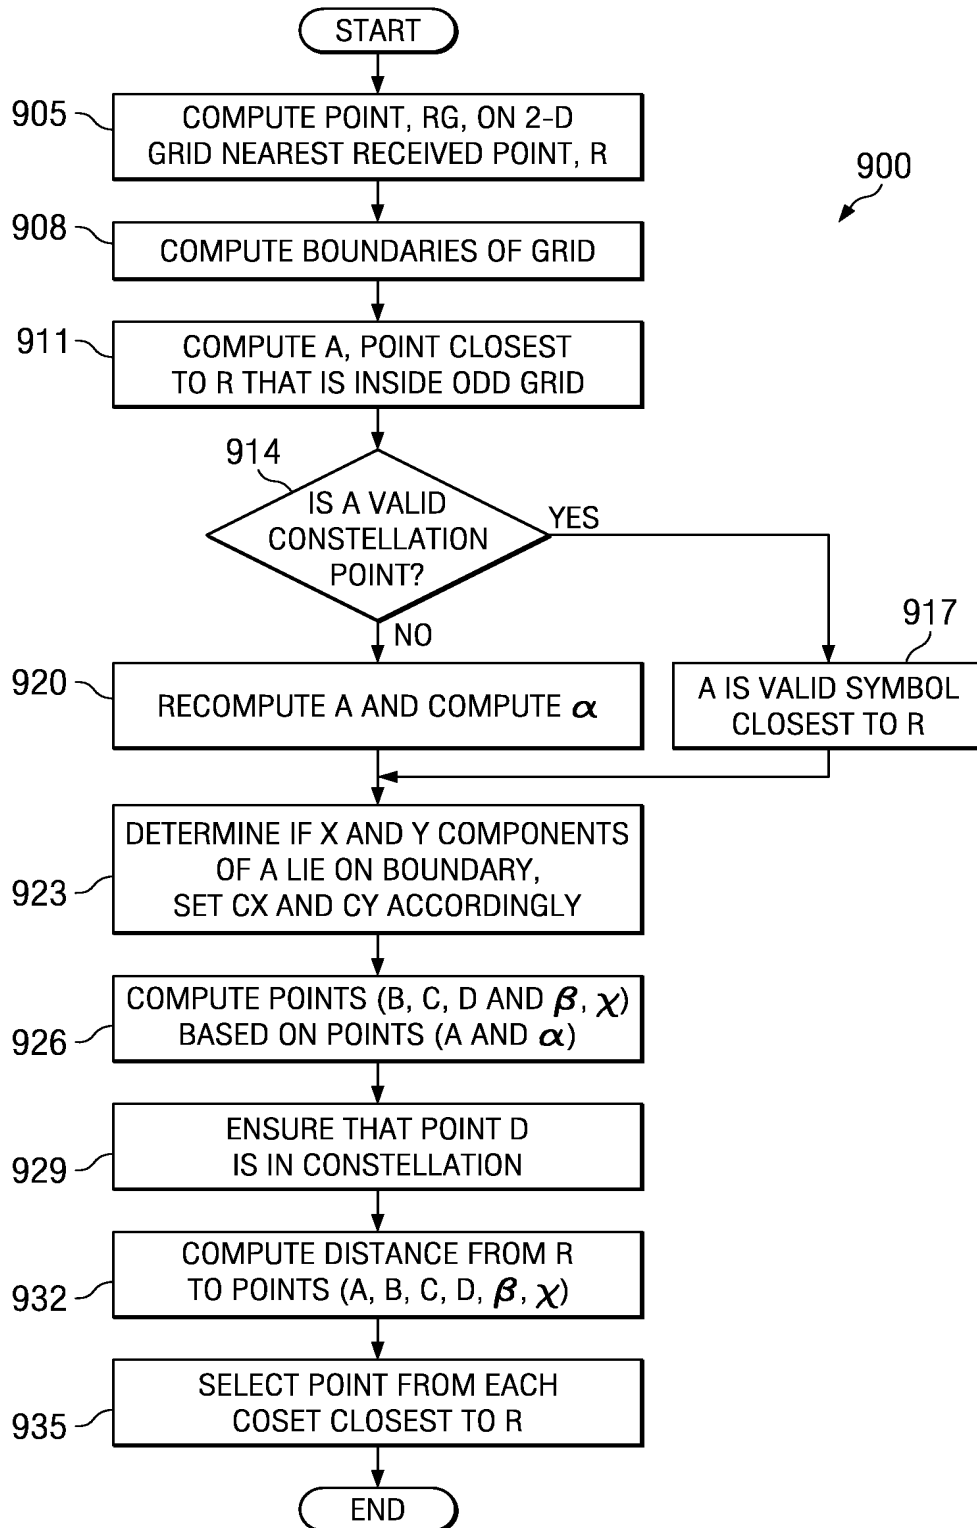 START
905
COMPUTE POINT, RG, ON 2-D
GRID NEAREST RECEIVED POINT, R
900
908
COMPUTE BOUNDARIES OF GRID
911
COMPUTE A, POINT CLOSEST
TO R THAT IS INSIDE ODD GRID
914
IS A VALID
CONSTELLATION
POINT?
YES
NO
917
A IS VALID SYMBOL
CLOSEST TO R
920
RECOMPUTE A AND COMPUTE α
923
DETERMINE IF X AND Y COMPONENTS
OF A LIE ON BOUNDARY,
SET CX AND CY ACCORDINGLY
926
COMPUTE POINTS (B, C, D AND β, χ)
BASED ON POINTS (A AND α)
929
ENSURE THAT POINT D
IS IN CONSTELLATION
932
COMPUTE DISTANCE FROM R
TO POINTS (A, B, C, D, β, χ)
935
SELECT POINT FROM EACH
COSET CLOSEST TO R
END